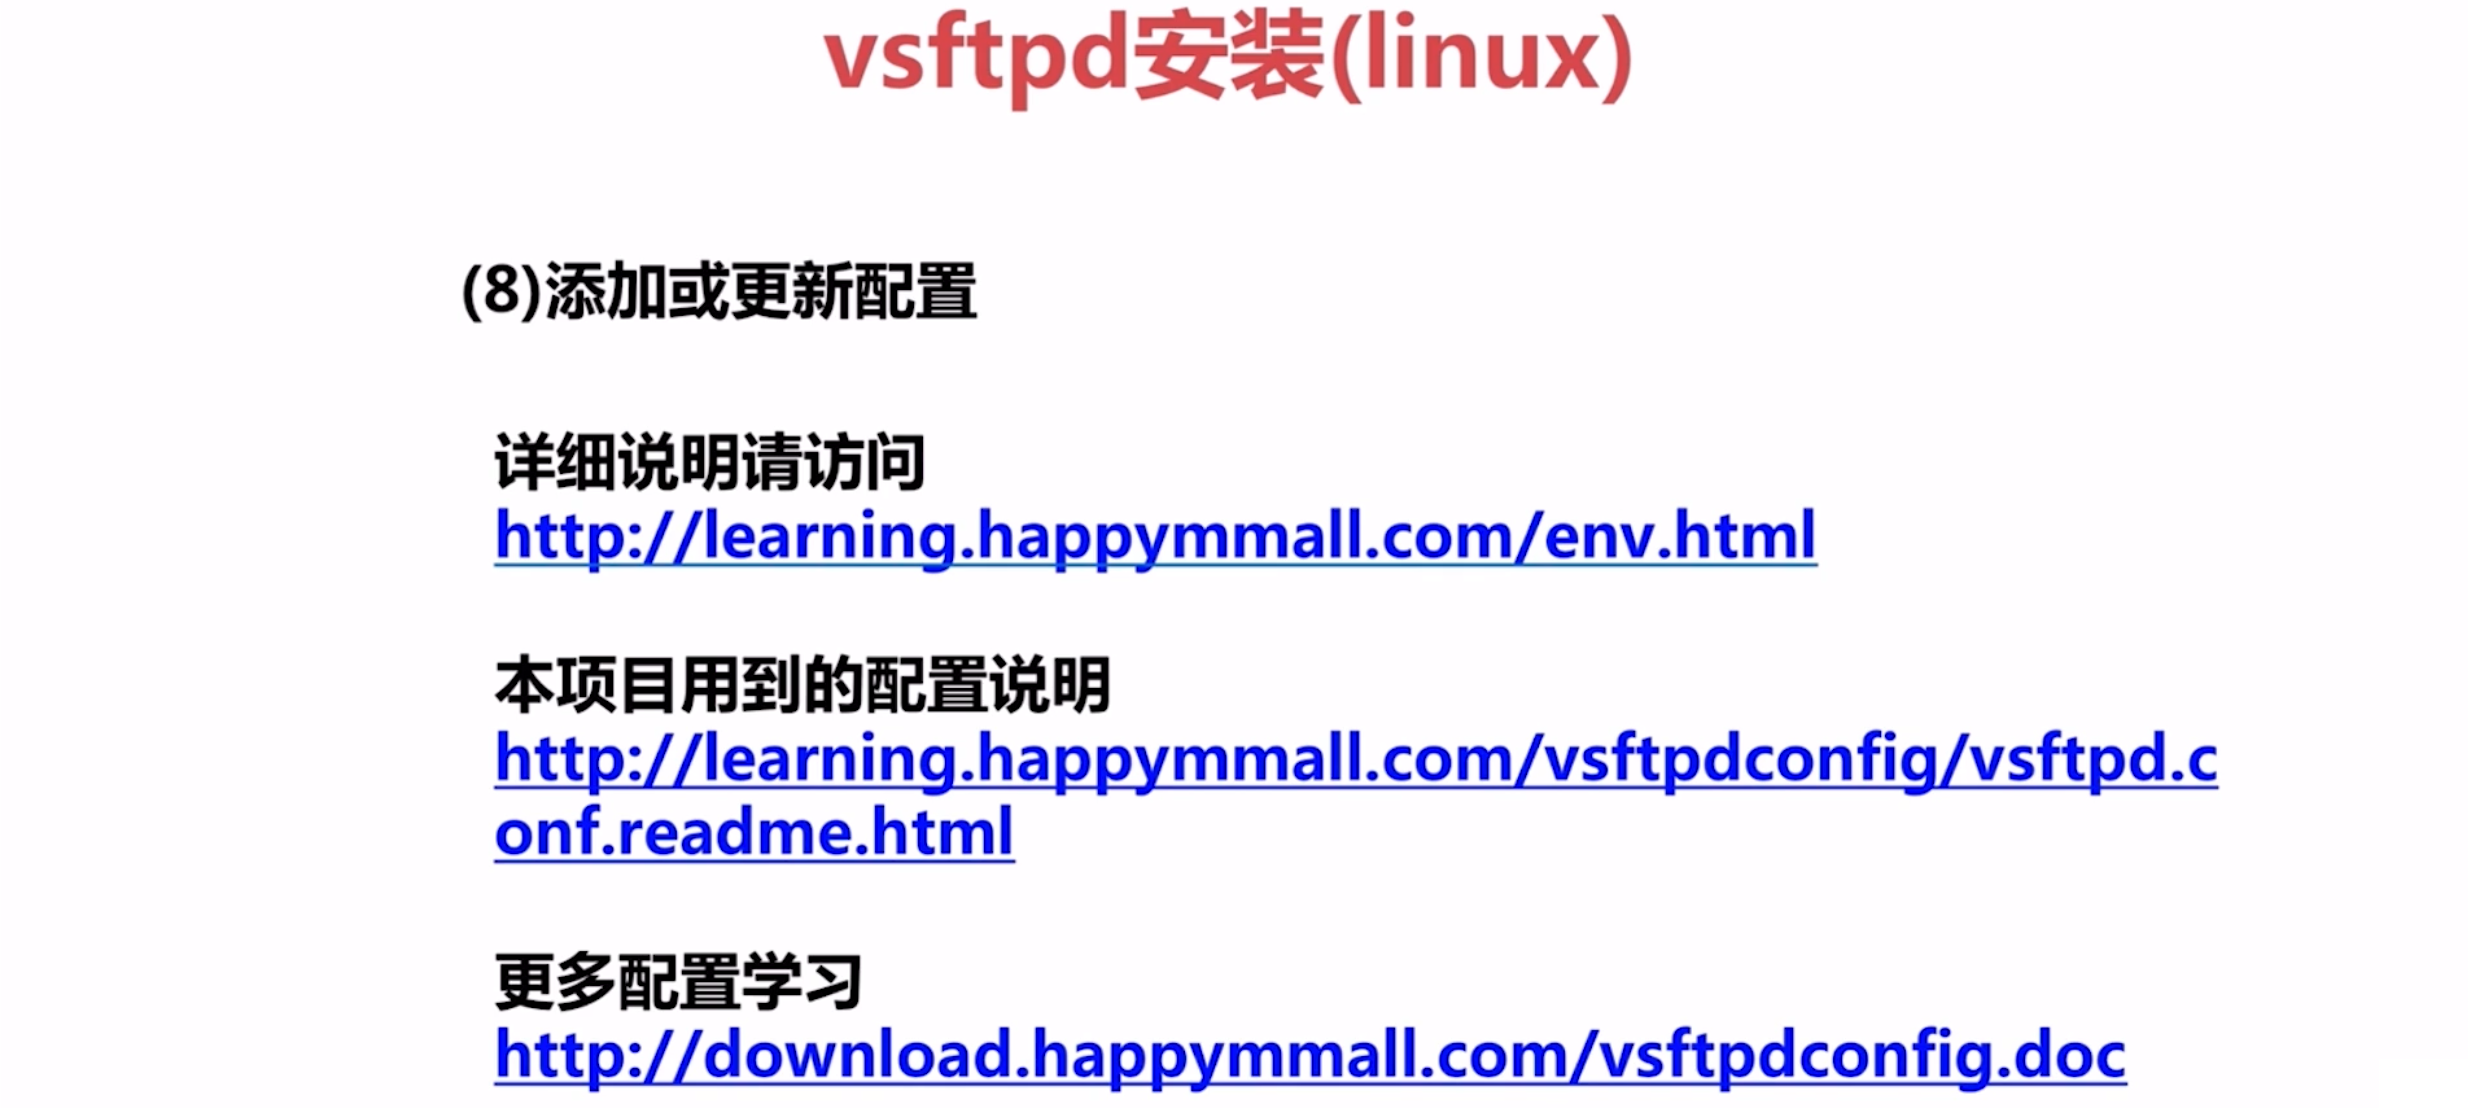 vsftpd安装(linux)
(8)添加或更新配置
详细说明请访问
http://learning.happymmall.com/env.html
本项目用到的配置说明
http://learning.happymmall.com/vsftpdconfig/vsftpd.c
onf.readme.html
更多配置学习
http://download.happymmall.com/vsftpdconfig.doc